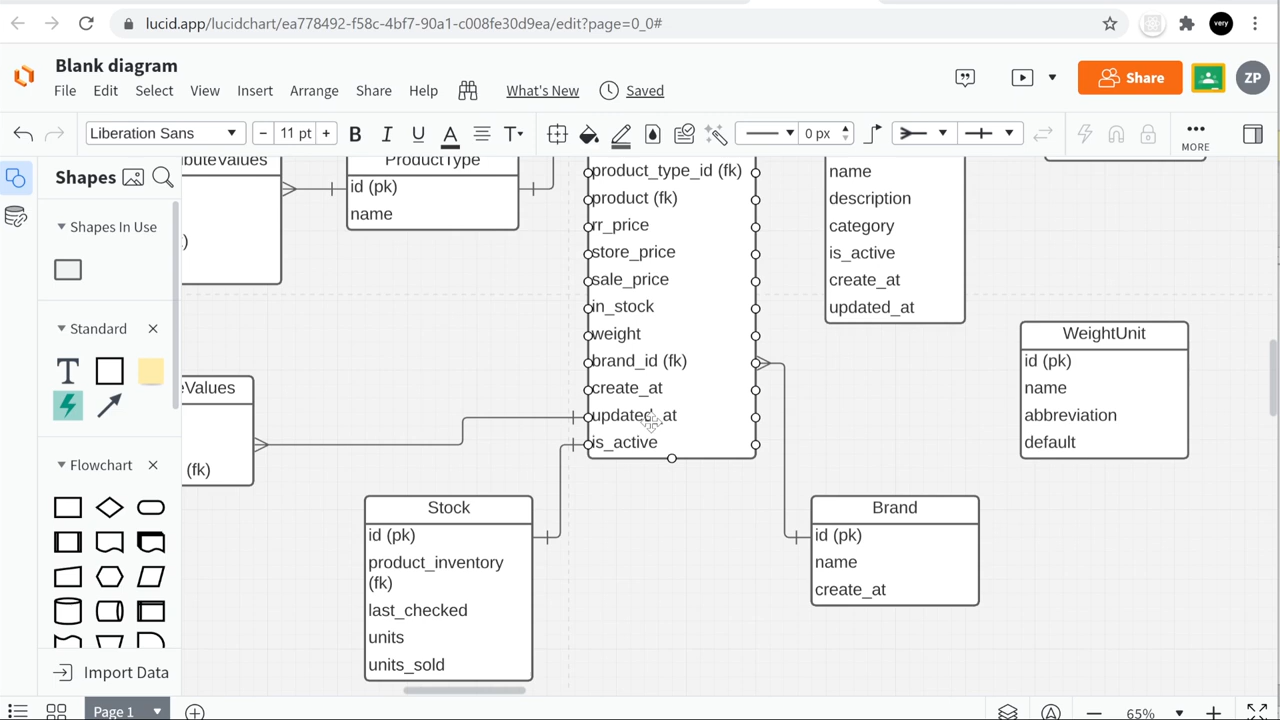 lucid.app/lucidchart/ea778492-f58c-4bf7-90a1-c008fe30d9ea/edit?page=0_0#
very
Blank diagram
File Edit Select View Insert Arrange Share Help What's New Saved
Share
ZP
Liberation Sans
− 11 pt +
B I U A T
0 px
MORE
Shapes
Shapes In Use
Standard
T
Flowchart
Import Data
Page 1
65%
buteValues
)
ProductType
id (pk)
name
product_type_id (fk)
product (fk)
rr_price
store_price
sale_price
in_stock
weight
brand_id (fk)
create_at
updated_at
is_active
name
description
category
is_active
create_at
updated_at
WeightUnit
id (pk)
name
abbreviation
default
eValues
(fk)
Stock
id (pk)
product_inventory
(fk)
last_checked
units
units_sold
Brand
id (pk)
name
create_at